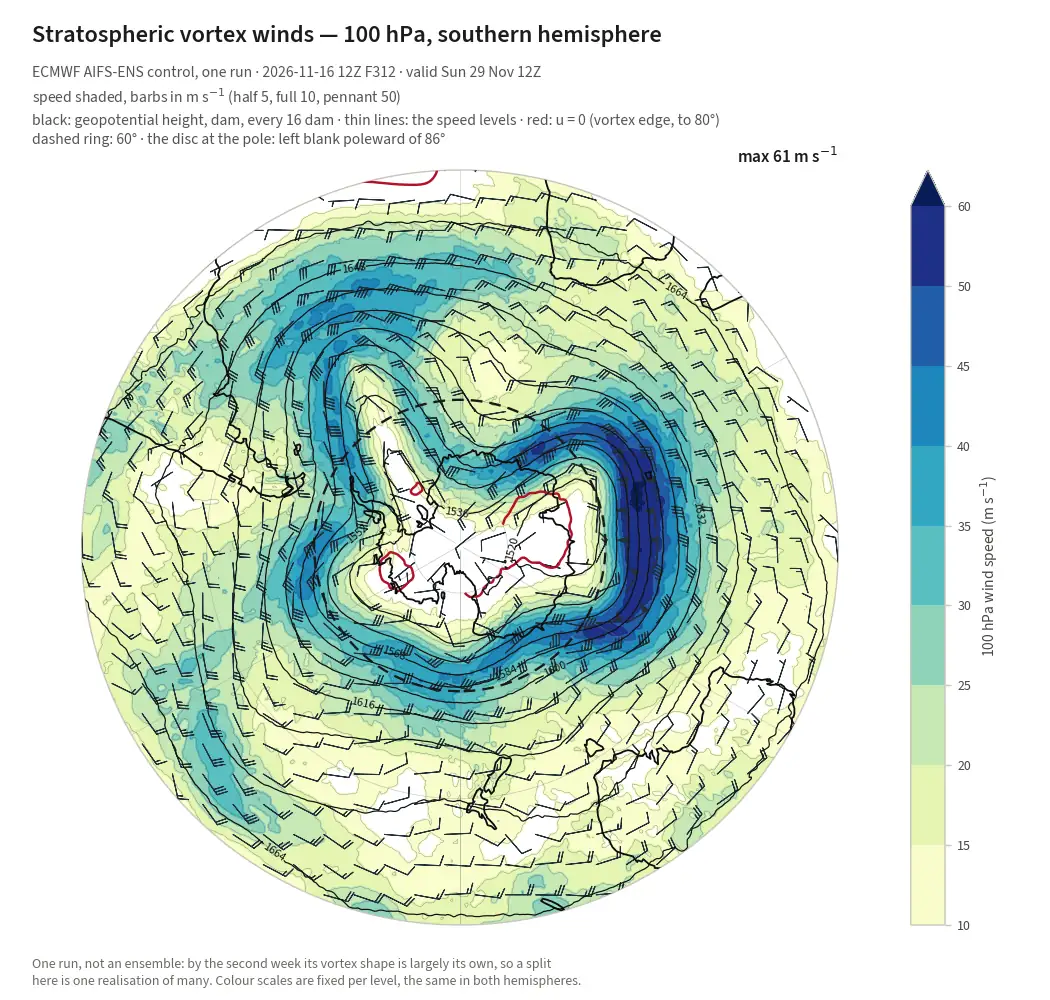 Stratospheric vortex winds — 100 hPa, southern hemisphere
ECMWF AIFS-ENS control, one run · 2026-11-16 12Z F312 · valid Sun 29 Nov 12Z
speed shaded, barbs in m s⁻¹ (half 5, full 10, pennant 50)
black: geopotential height, dam, every 16 dam · thin lines: the speed levels · red: u = 0 (vortex edge, to 80°)
dashed ring: 60° · the disc at the pole: left blank poleward of 86°
max 61 m s⁻¹
60
50
45
40
35
30
25
20
15
10
100 hPa wind speed (m s⁻¹)
1664
1532
1536
1520
1568
1584
1616
1664
One run, not an ensemble: by the second week its vortex shape is largely its own, so a split
here is one realisation of many. Colour scales are fixed per level, the same in both hemispheres.